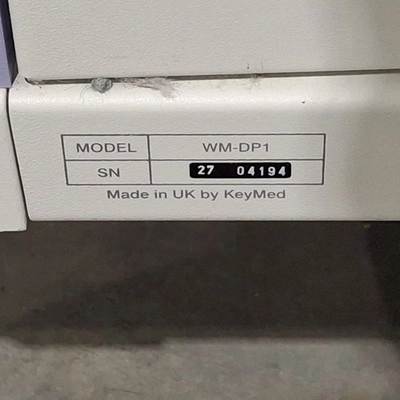 MODEL WM-DP1
SN 27 04194
Made in UK by KeyMed